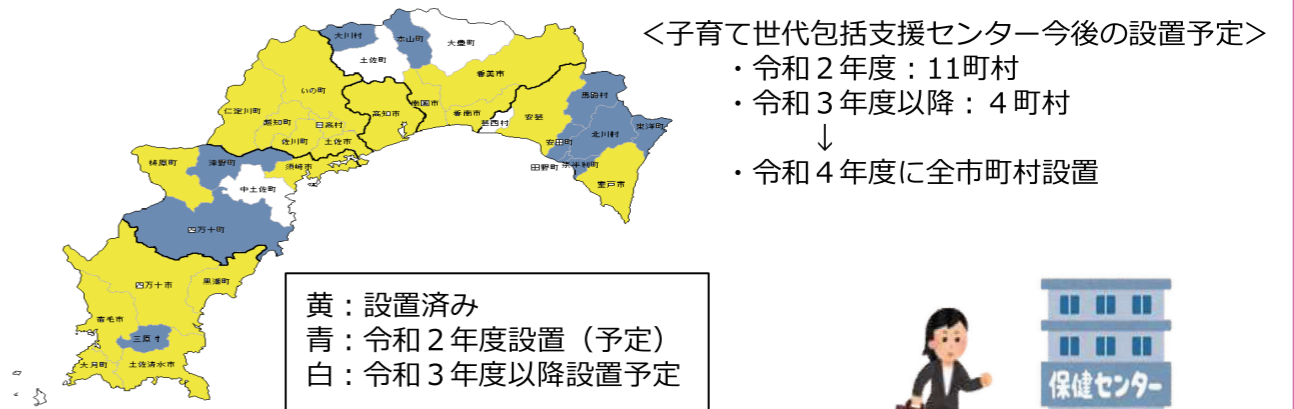 <子育て世代包括支援センター今後の設置予定>
・令和２年度：11町村
・令和３年度以降：４町村
↓
・令和４年度に全市町村設置
大川村
本山町
大豊町
土佐町
香美市
いの町
仁淀川町
高知市
南国市
馬路村
越知町
日高村
香南市
芸西村
安芸
北川村
東洋町
佐川町
土佐市
安田町
梼原町
津野町
須崎市
田野町
奈半利町
中土佐町
室戸市
四万十町
四万十市
黒潮町
宿毛市
三原村
大月町
土佐清水市
黄：設置済み
青：令和２年度設置（予定）
白：令和３年度以降設置予定
保健センター